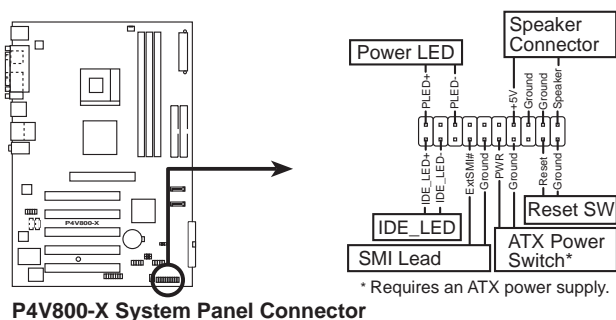 Speaker
Connector
Power LED
PLED+
PLED-
+5V
Ground
Ground
Speaker
IDE_LED+
IDE_LED-
ExtSMI#
Ground
PWR
Ground
Reset
Ground
Reset SW
IDE_LED
ATX Power
Switch*
SMI Lead
* Requires an ATX power supply.
P4V800-X
P4V800-X System Panel Connector